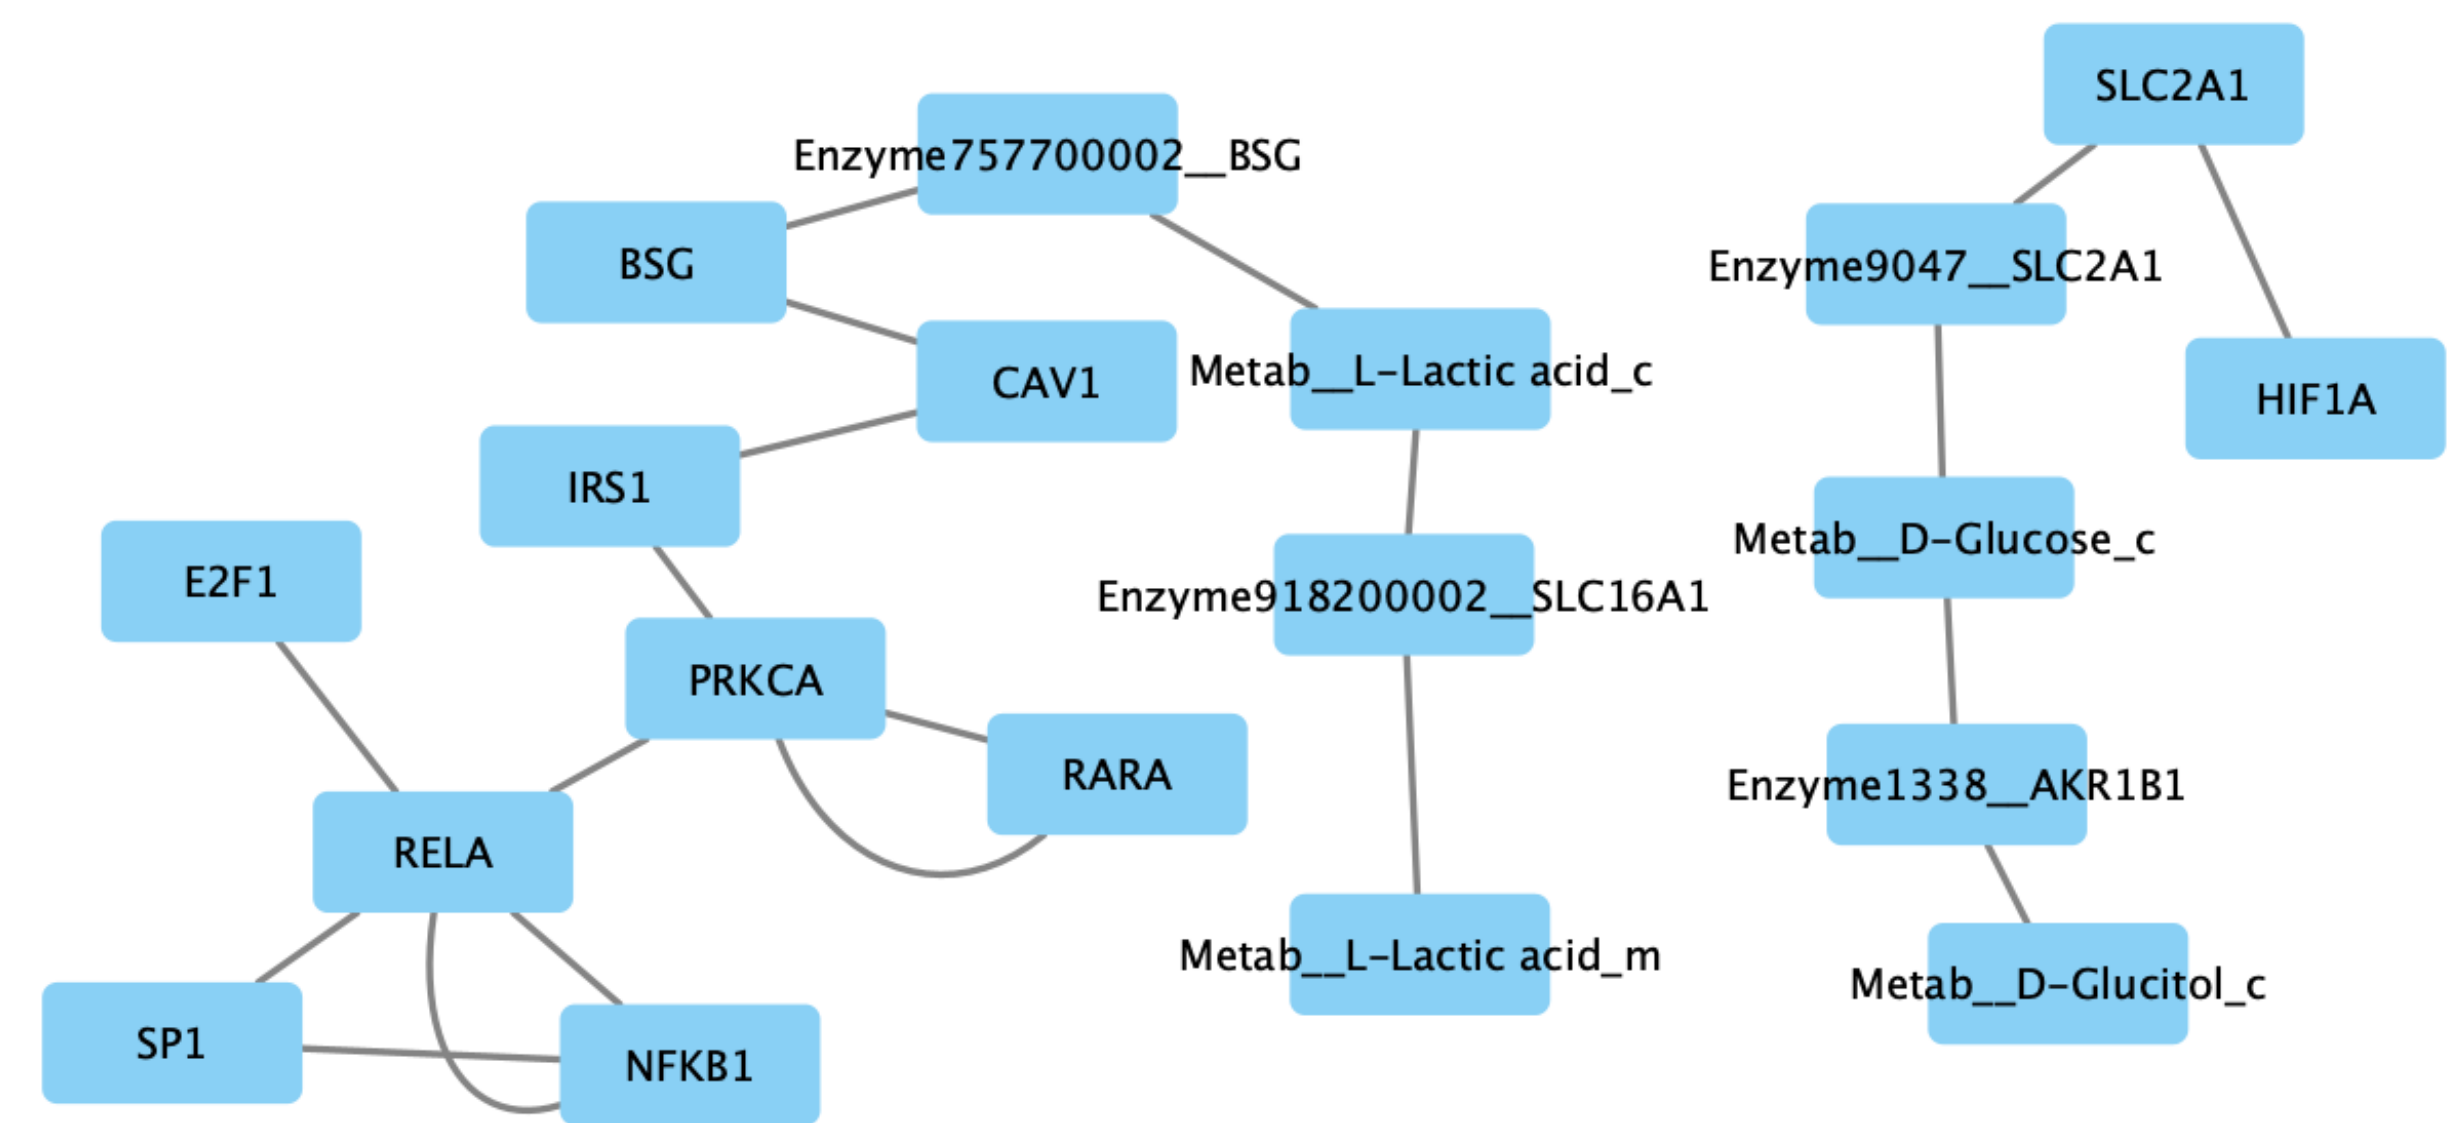 SLC2A1
Enzyme757700002__BSG
BSG
Enzyme9047__SLC2A1
CAV1
Metab__L-Lactic acid_c
HIF1A
IRS1
Metab__D-Glucose_c
E2F1
Enzyme918200002__SLC16A1
PRKCA
RARA
Enzyme1338__AKR1B1
RELA
Metab__L-Lactic acid_m
Metab__D-Glucitol_c
SP1
NFKB1